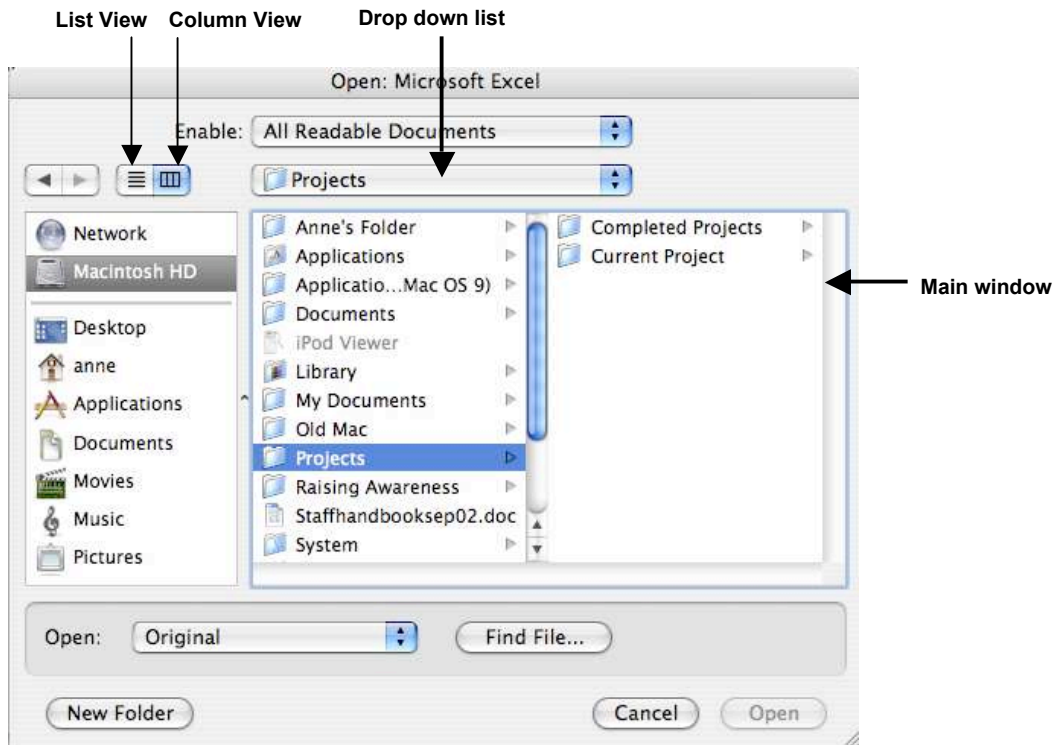 List View Column View Drop down list
Open: Microsoft Excel
Enable: All Readable Documents
Projects
Network
Macintosh HD
Desktop
anne
Applications
Documents
Movies
Music
Pictures
Anne's Folder
Applications
Applicatio...Mac OS 9)
Documents
iPod Viewer
Library
My Documents
Old Mac
Projects
Raising Awareness
Staffhandbooksep02.doc
System
Completed Projects
Current Project
Main window
Open: Original Find File...
New Folder Cancel Open